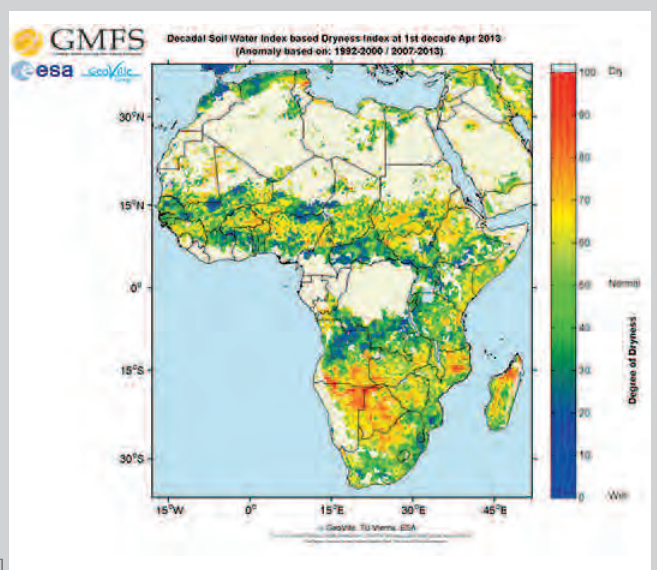 GMFS
esa GeoVille
Decadal Soil Water Index based Dryness Index at 1st decade Apr 2013
(Anomaly based on: 1992-2000 / 2007-2013)
30°N
15°N
0°
15°S
30°S
15°W 0° 15°E 30°E 45°E
100 Dry
90
80
70
60
50 Normal
40
30
20
10
0 Wet
Degree of Dryness
© GeoVille, TU Vienna, ESA